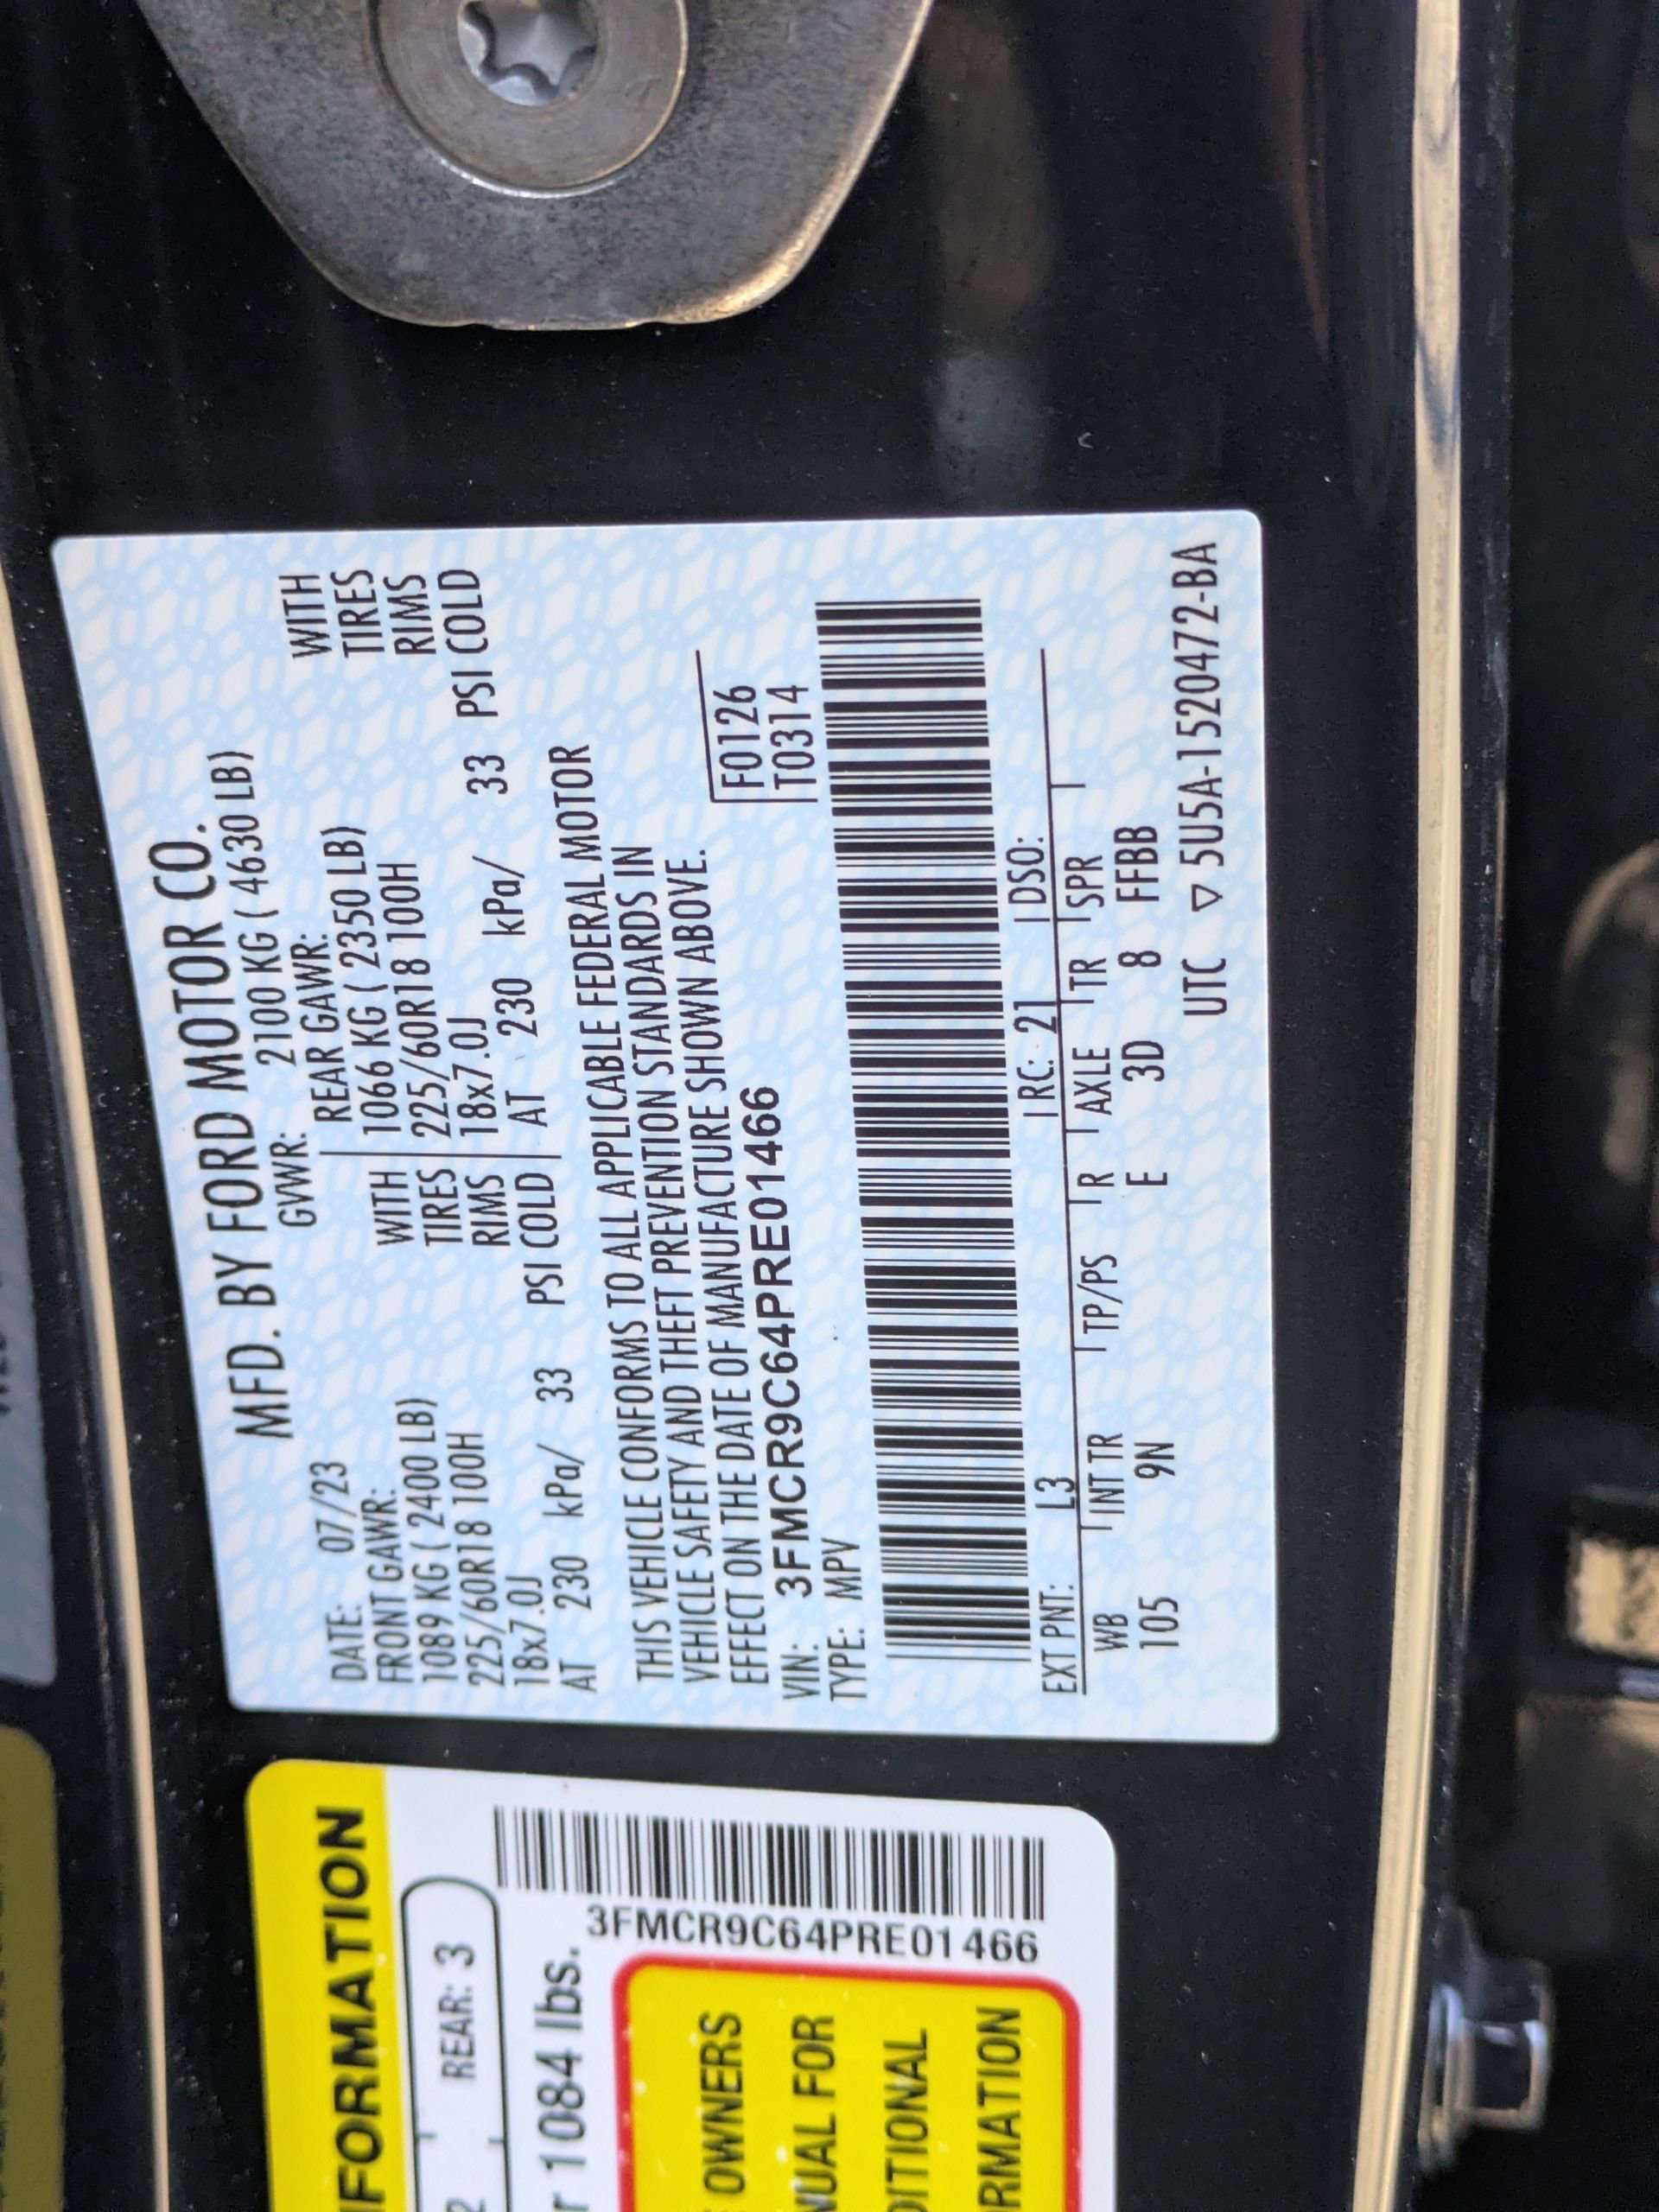 MFD. BY FORD MOTOR CO.
DATE: 07/23 GVWR: 2100 KG ( 4630 LB)
FRONT GAWR: REAR GAWR:
1089 KG ( 2400 LB) WITH 1066 KG ( 2350 LB) WITH
225/60R18 100H TIRES 225/60R18 100H TIRES
18x7.0J RIMS 18x7.0J RIMS
AT 230 kPa/ 33 PSI COLD AT 230 kPa/ 33 PSI COLD
THIS VEHICLE CONFORMS TO ALL APPLICABLE FEDERAL MOTOR
VEHICLE SAFETY AND THEFT PREVENTION STANDARDS IN
EFFECT ON THE DATE OF MANUFACTURE SHOWN ABOVE.
VIN: 3FMCR9C64PRE01466 F0126
TYPE: MPV T0314
EXT PNT: L3 RC: 21 DSO:
WB INT TR TP/PS R AXLE TR SPR
105 9N E 3D 8 FFBB
UTC ▽ 5U5A-1520472-BA
FORMATION
2 REAR: 3
r 1084 lbs.
3FMCR9C64PRE01466
OWNERS
NUAL FOR
DITIONAL
RMATION